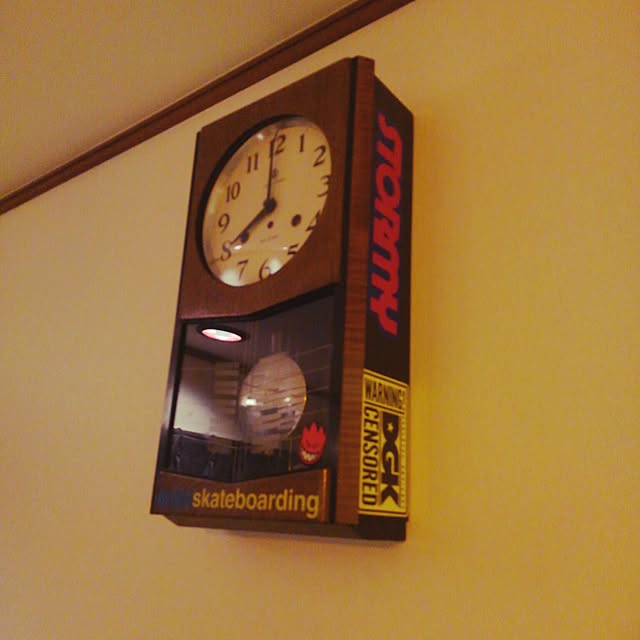 12
1
2
3
4
5
6
7
8
9
10
11
STORMY
WARNING!
DGK
CENSORED
skateboarding